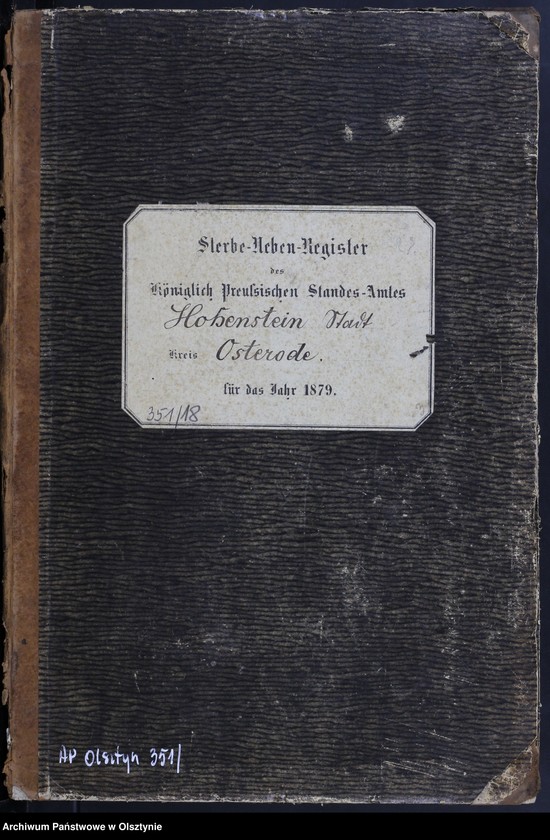 Sterbe-Neben-Register
des
Königlich Preußischen Standes-Amtes
Hohenstein Stadt
Kreis Osterode.
für das Jahr 1879.
351/18
AP Olsztyn 351/
Archiwum Państwowe w Olsztynie